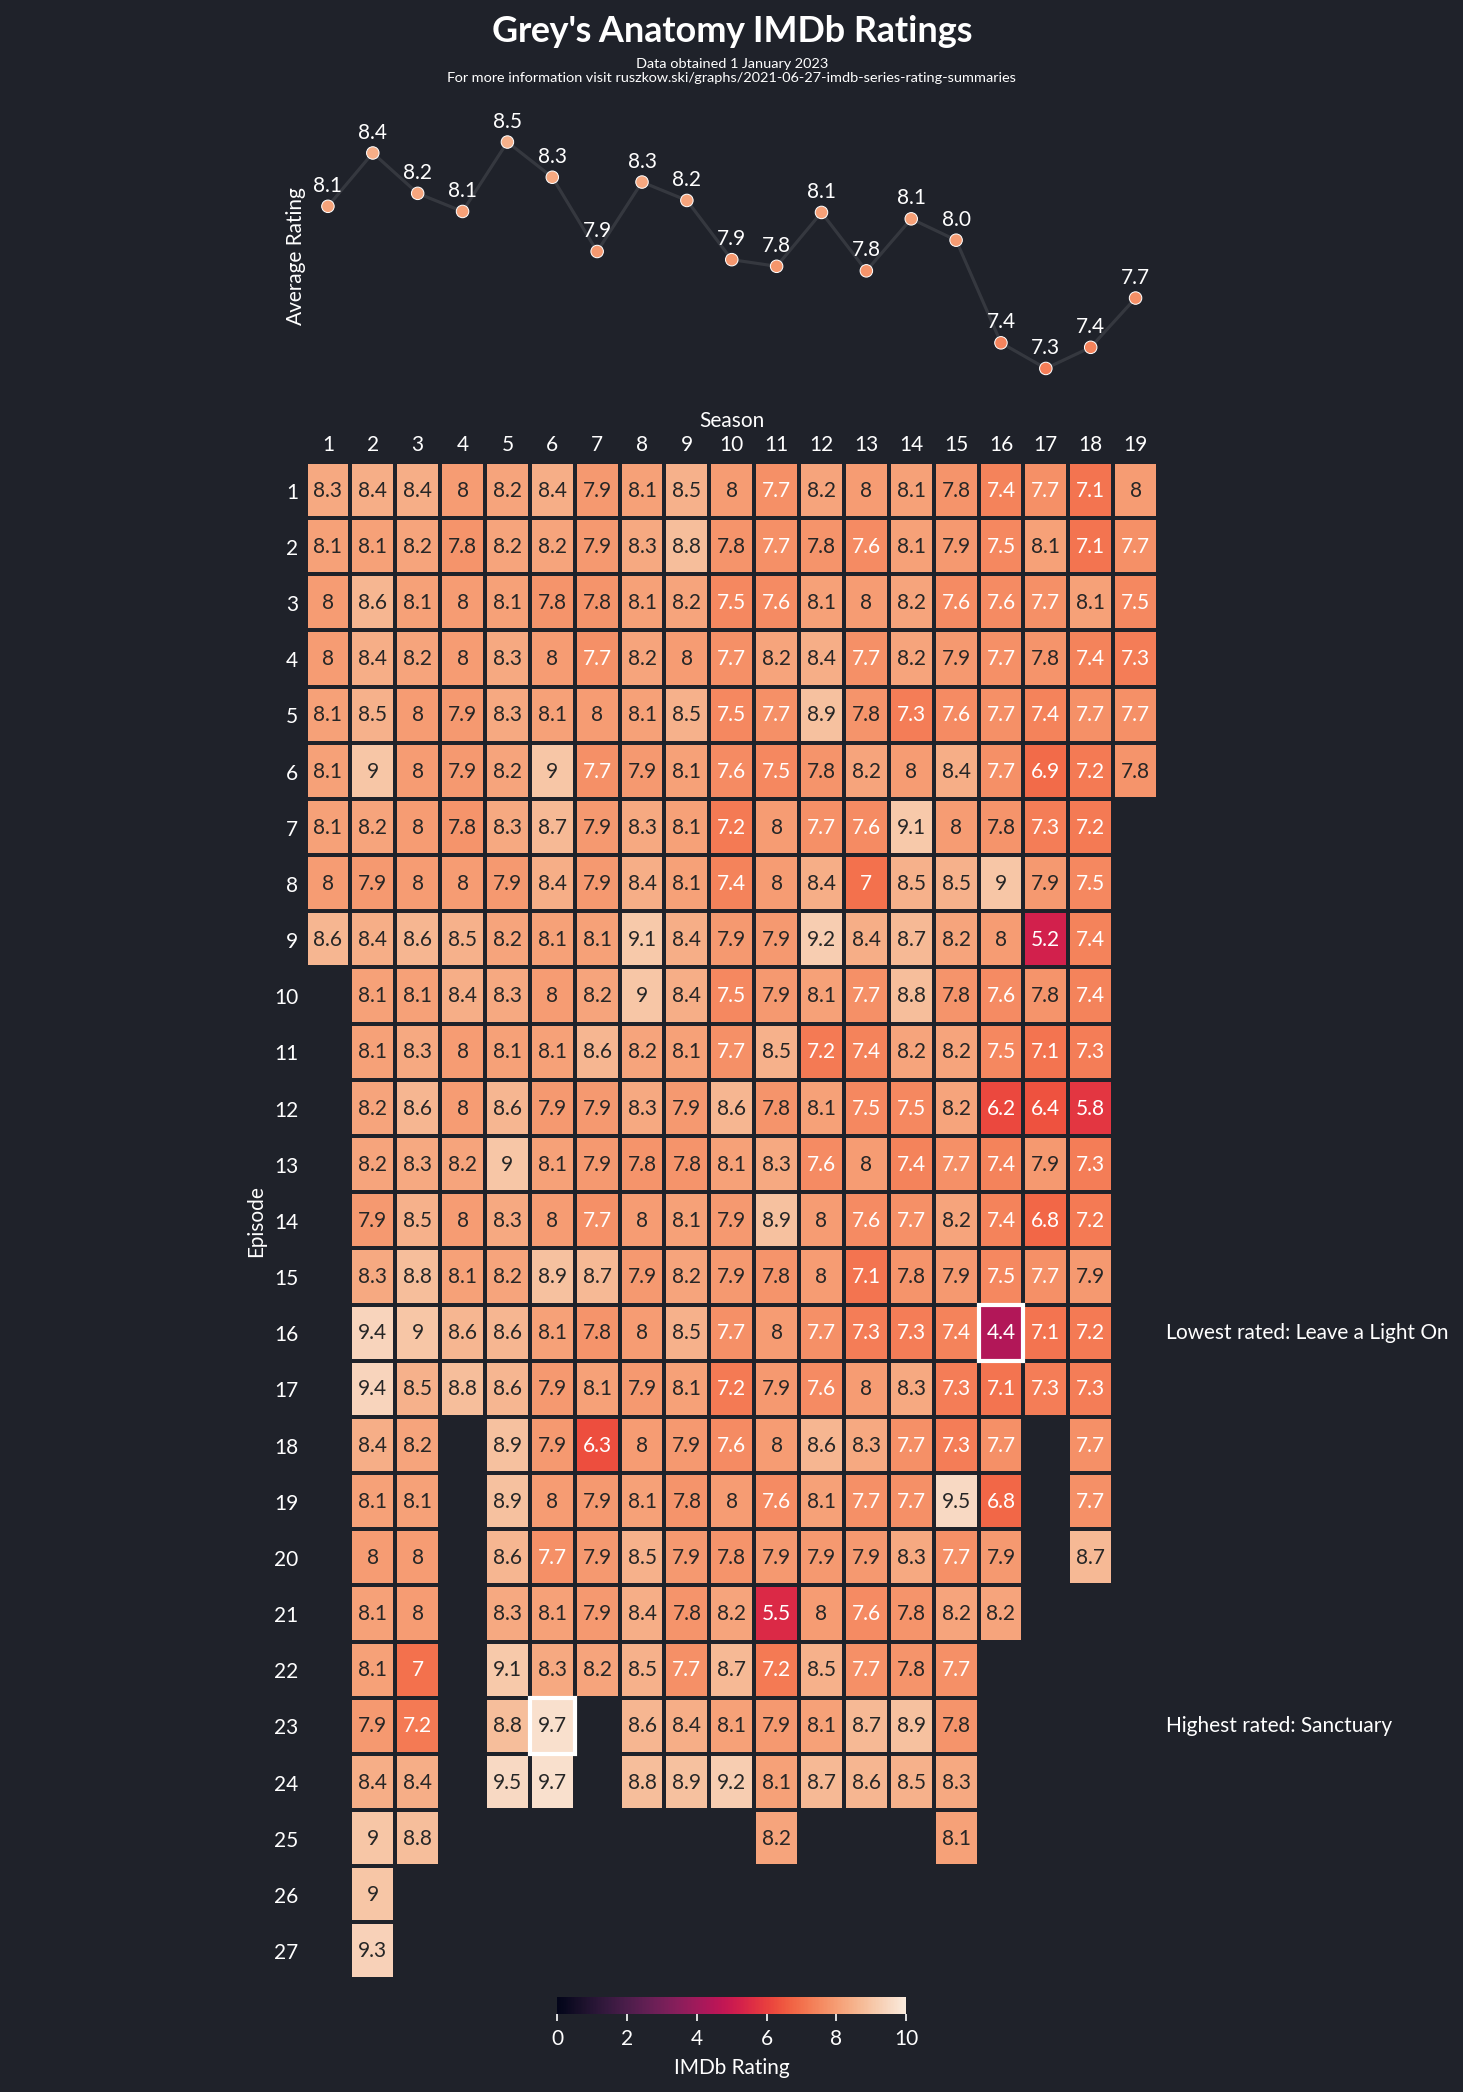 Grey's Anatomy IMDb Ratings
Data obtained 1 January 2023
For more information visit ruszkow.ski/graphs/2021-06-27-imdb-series-rating-summaries
Average Rating
8.1 8.4 8.2 8.1 8.5 8.3 7.9 8.3 8.2 7.9 7.8 8.1 7.8 8.1 8.0 7.4 7.3 7.4 7.7
Season
1 2 3 4 5 6 7 8 9 10 11 12 13 14 15 16 17 18 19
Episode
1 8.3 8.4 8.4 8 8.2 8.4 7.9 8.1 8.5 8 7.7 8.2 8 8.1 7.8 7.4 7.7 7.1 8
2 8.1 8.1 8.2 7.8 8.2 8.2 7.9 8.3 8.8 7.8 7.7 7.8 7.6 8.1 7.9 7.5 8.1 7.1 7.7
3 8 8.6 8.1 8 8.1 7.8 7.8 8.1 8.2 7.5 7.6 8.1 8 8.2 7.6 7.6 7.7 8.1 7.5
4 8 8.4 8.2 8 8.3 8 7.7 8.2 8 7.7 8.2 8.4 7.7 8.2 7.9 7.7 7.8 7.4 7.3
5 8.1 8.5 8 7.9 8.3 8.1 8 8.1 8.5 7.5 7.7 8.9 7.8 7.3 7.6 7.7 7.4 7.7 7.7
6 8.1 9 8 7.9 8.2 9 7.7 7.9 8.1 7.6 7.5 7.8 8.2 8 8.4 7.7 6.9 7.2 7.8
7 8.1 8.2 8 7.8 8.3 8.7 7.9 8.3 8.1 7.2 8 7.7 7.6 9.1 8 7.8 7.3 7.2
8 8 7.9 8 8 7.9 8.4 7.9 8.4 8.1 7.4 8 8.4 7 8.5 8.5 9 7.9 7.5
9 8.6 8.4 8.6 8.5 8.2 8.1 8.1 9.1 8.4 7.9 7.9 9.2 8.4 8.7 8.2 8 5.2 7.4
10 8.1 8.1 8.4 8.3 8 8.2 9 8.4 7.5 7.9 8.1 7.7 8.8 7.8 7.6 7.8 7.4
11 8.1 8.3 8 8.1 8.1 8.6 8.2 8.1 7.7 8.5 7.2 7.4 8.2 8.2 7.5 7.1 7.3
12 8.2 8.6 8 8.6 7.9 7.9 8.3 7.9 8.6 7.8 8.1 7.5 7.5 8.2 6.2 6.4 5.8
13 8.2 8.3 8.2 9 8.1 7.9 7.8 7.8 8.1 8.3 7.6 8 7.4 7.7 7.4 7.9 7.3
14 7.9 8.5 8 8.3 8 7.7 8 8.1 7.9 8.9 8 7.6 7.7 8.2 7.4 6.8 7.2
15 8.3 8.8 8.1 8.2 8.9 8.7 7.9 8.2 7.9 7.8 8 7.1 7.8 7.9 7.5 7.7 7.9
16 9.4 9 8.6 8.6 8.1 7.8 8 8.5 7.7 8 7.7 7.3 7.3 7.4 4.4 7.1 7.2 Lowest rated: Leave a Light On
17 9.4 8.5 8.8 8.6 7.9 8.1 7.9 8.1 7.2 7.9 7.6 8 8.3 7.3 7.1 7.3 7.3
18 8.4 8.2 8.9 7.9 6.3 8 7.9 7.6 8 8.6 8.3 7.7 7.3 7.7 7.7
19 8.1 8.1 8.9 8 7.9 8.1 7.8 8 7.6 8.1 7.7 7.7 9.5 6.8 7.7
20 8 8 8.6 7.7 7.9 8.5 7.9 7.8 7.9 7.9 7.9 8.3 7.7 7.9 8.7
21 8.1 8 8.3 8.1 7.9 8.4 7.8 8.2 5.5 8 7.6 7.8 8.2 8.2
22 8.1 7 9.1 8.3 8.2 8.5 7.7 8.7 7.2 8.5 7.7 7.8 7.7
23 7.9 7.2 8.8 9.7 8.6 8.4 8.1 7.9 8.1 8.7 8.9 7.8 Highest rated: Sanctuary
24 8.4 8.4 9.5 9.7 8.8 8.9 9.2 8.1 8.7 8.6 8.5 8.3
25 9 8.8 8.2 8.1
26 9
27 9.3
0 2 4 6 8 10
IMDb Rating